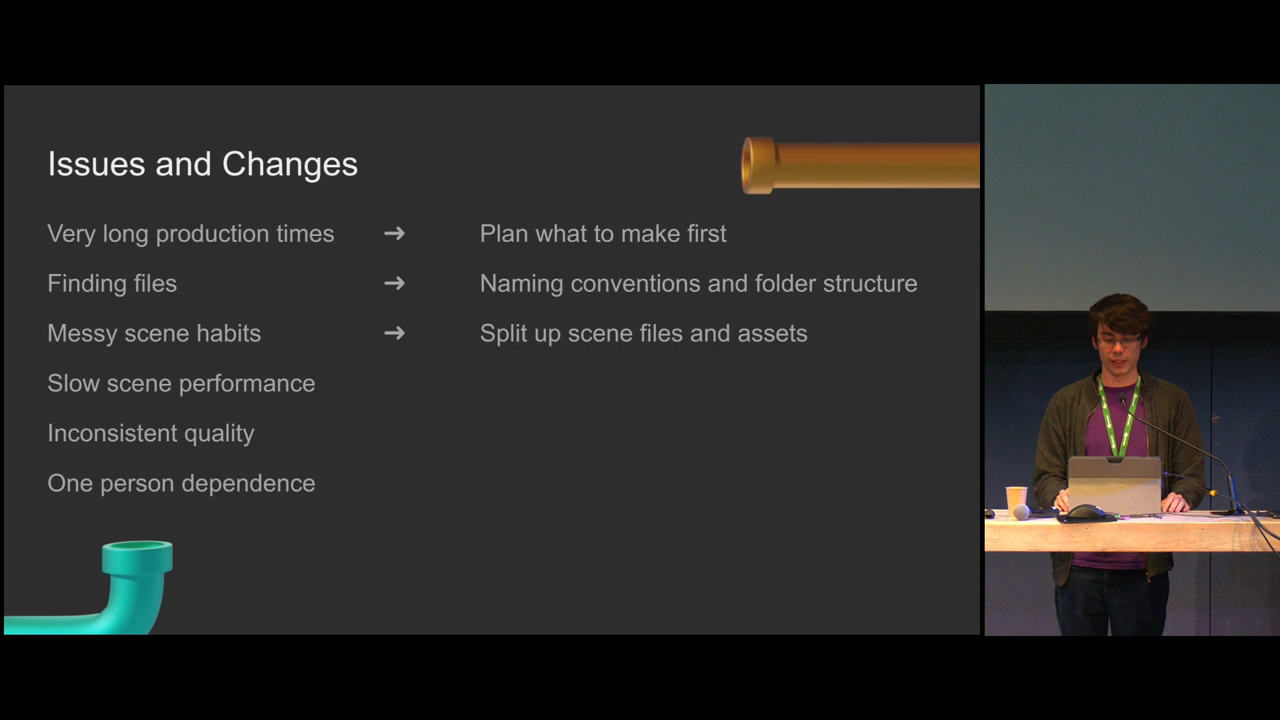 Issues and Changes
Very long production times ➜ Plan what to make first
Finding files ➜ Naming conventions and folder structure
Messy scene habits ➜ Split up scene files and assets
Slow scene performance
Inconsistent quality
One person dependence